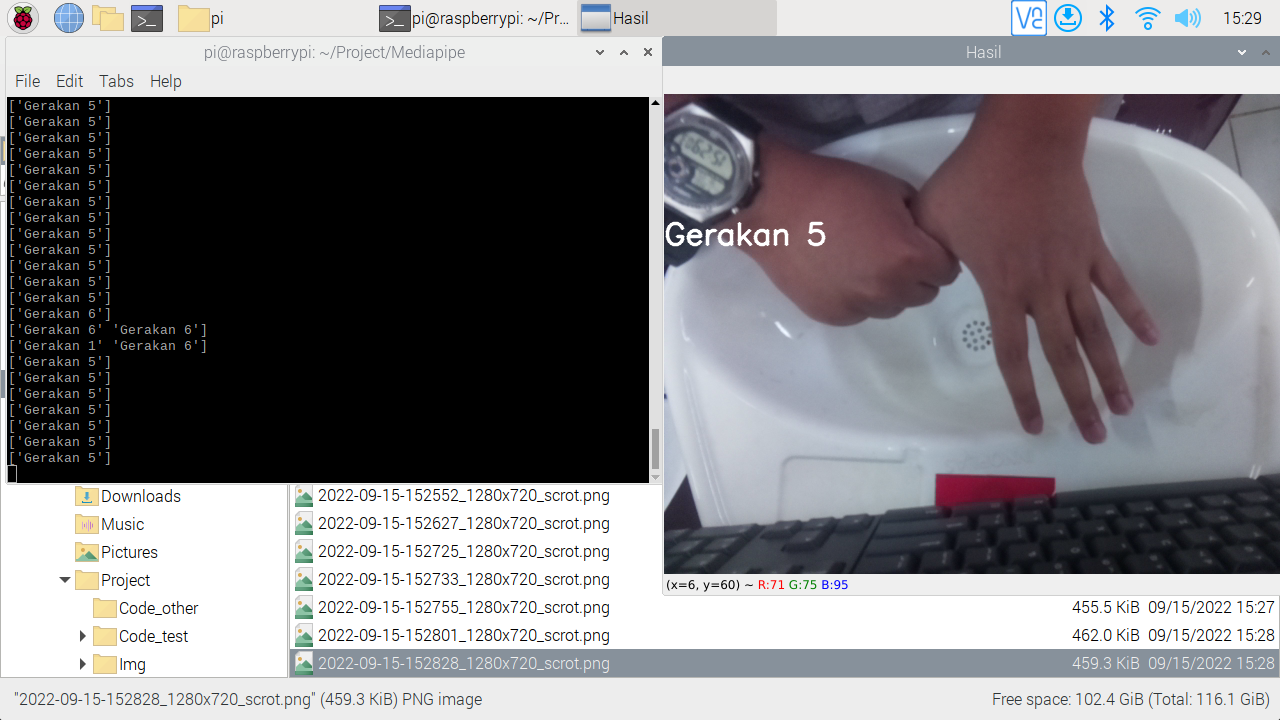 pi
pi@raspberrypi: ~/Pr...
Hasil
15:29
pi@raspberrypi: ~/Project/Mediapipe
File Edit Tabs Help
['Gerakan 5']
['Gerakan 5']
['Gerakan 5']
['Gerakan 5']
['Gerakan 5']
['Gerakan 5']
['Gerakan 5']
['Gerakan 5']
['Gerakan 5']
['Gerakan 5']
['Gerakan 5']
['Gerakan 5']
['Gerakan 5']
['Gerakan 6']
['Gerakan 6' 'Gerakan 6']
['Gerakan 1' 'Gerakan 6']
['Gerakan 5']
['Gerakan 5']
['Gerakan 5']
['Gerakan 5']
['Gerakan 5']
['Gerakan 5']
['Gerakan 5']
Hasil
Gerakan 5
(x=6, y=60) ~ R:71 G:75 B:95
Downloads
Music
Pictures
Project
Code_other
Code_test
Img
2022-09-15-152552_1280x720_scrot.png
2022-09-15-152627_1280x720_scrot.png
2022-09-15-152725_1280x720_scrot.png
2022-09-15-152733_1280x720_scrot.png
2022-09-15-152755_1280x720_scrot.png 455.5 KiB 09/15/2022 15:27
2022-09-15-152801_1280x720_scrot.png 462.0 KiB 09/15/2022 15:28
2022-09-15-152828_1280x720_scrot.png 459.3 KiB 09/15/2022 15:28
"2022-09-15-152828_1280x720_scrot.png" (459.3 KiB) PNG image
Free space: 102.4 GiB (Total: 116.1 GiB)